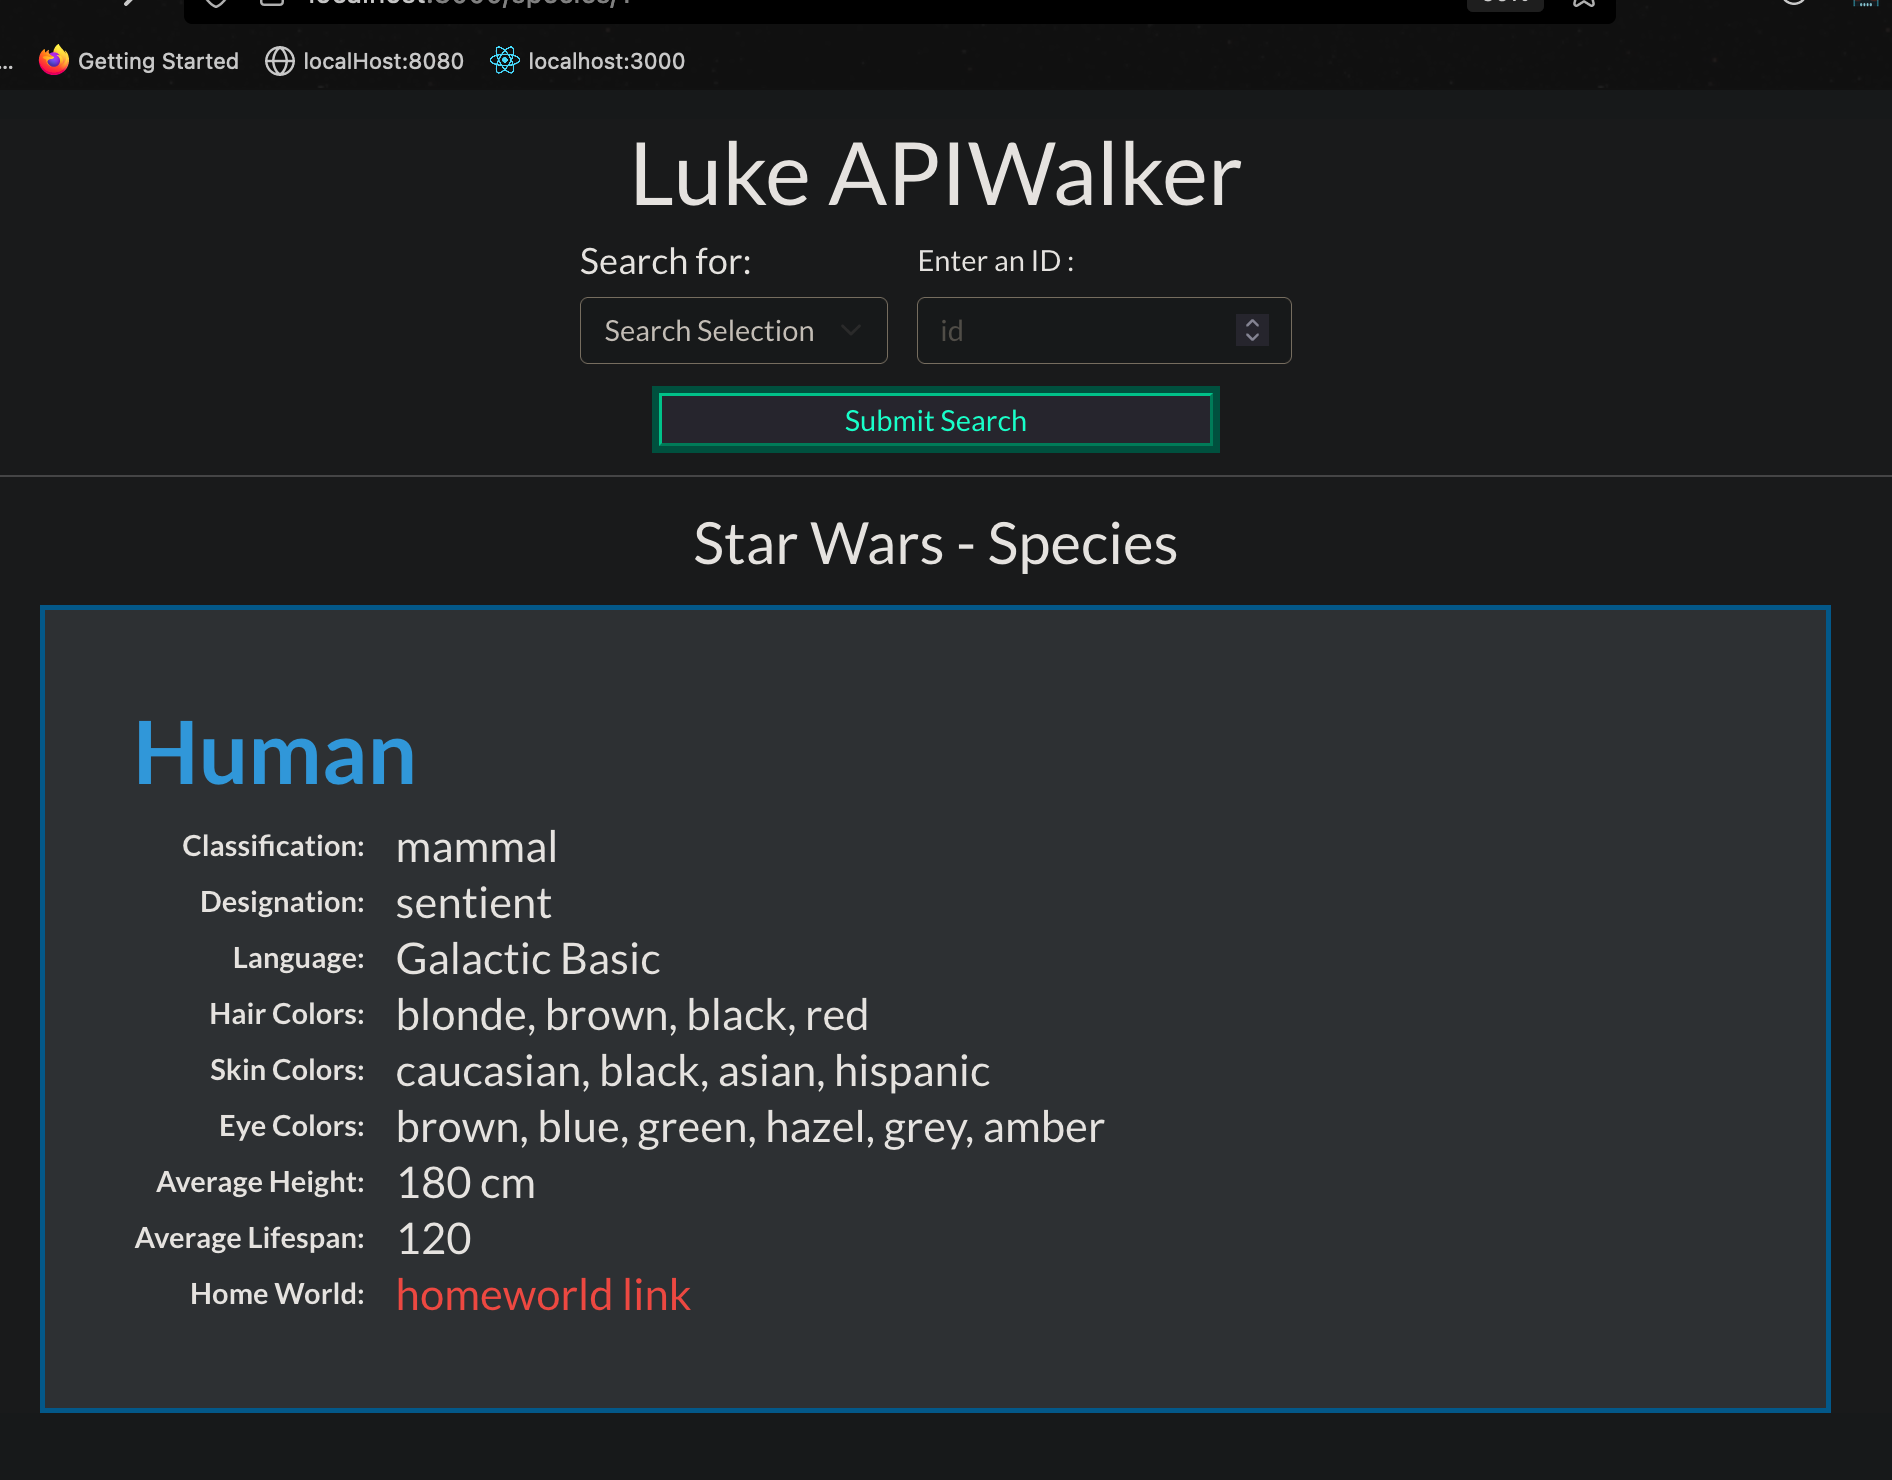 ... Getting Started localHost:8080 localhost:3000
Luke APIWalker
Search for: Enter an ID :
Search Selection id
Submit Search
Star Wars - Species
Human
Classification: mammal
Designation: sentient
Language: Galactic Basic
Hair Colors: blonde, brown, black, red
Skin Colors: caucasian, black, asian, hispanic
Eye Colors: brown, blue, green, hazel, grey, amber
Average Height: 180 cm
Average Lifespan: 120
Home World: homeworld link